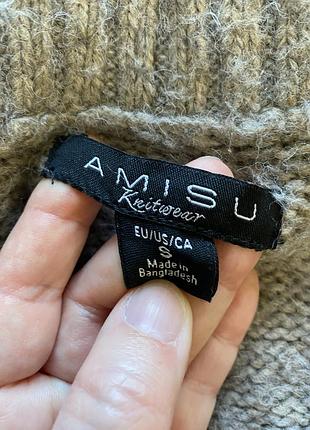 AMISU
Knitwear
EU/US/CA
S
Made in
Bangladesh